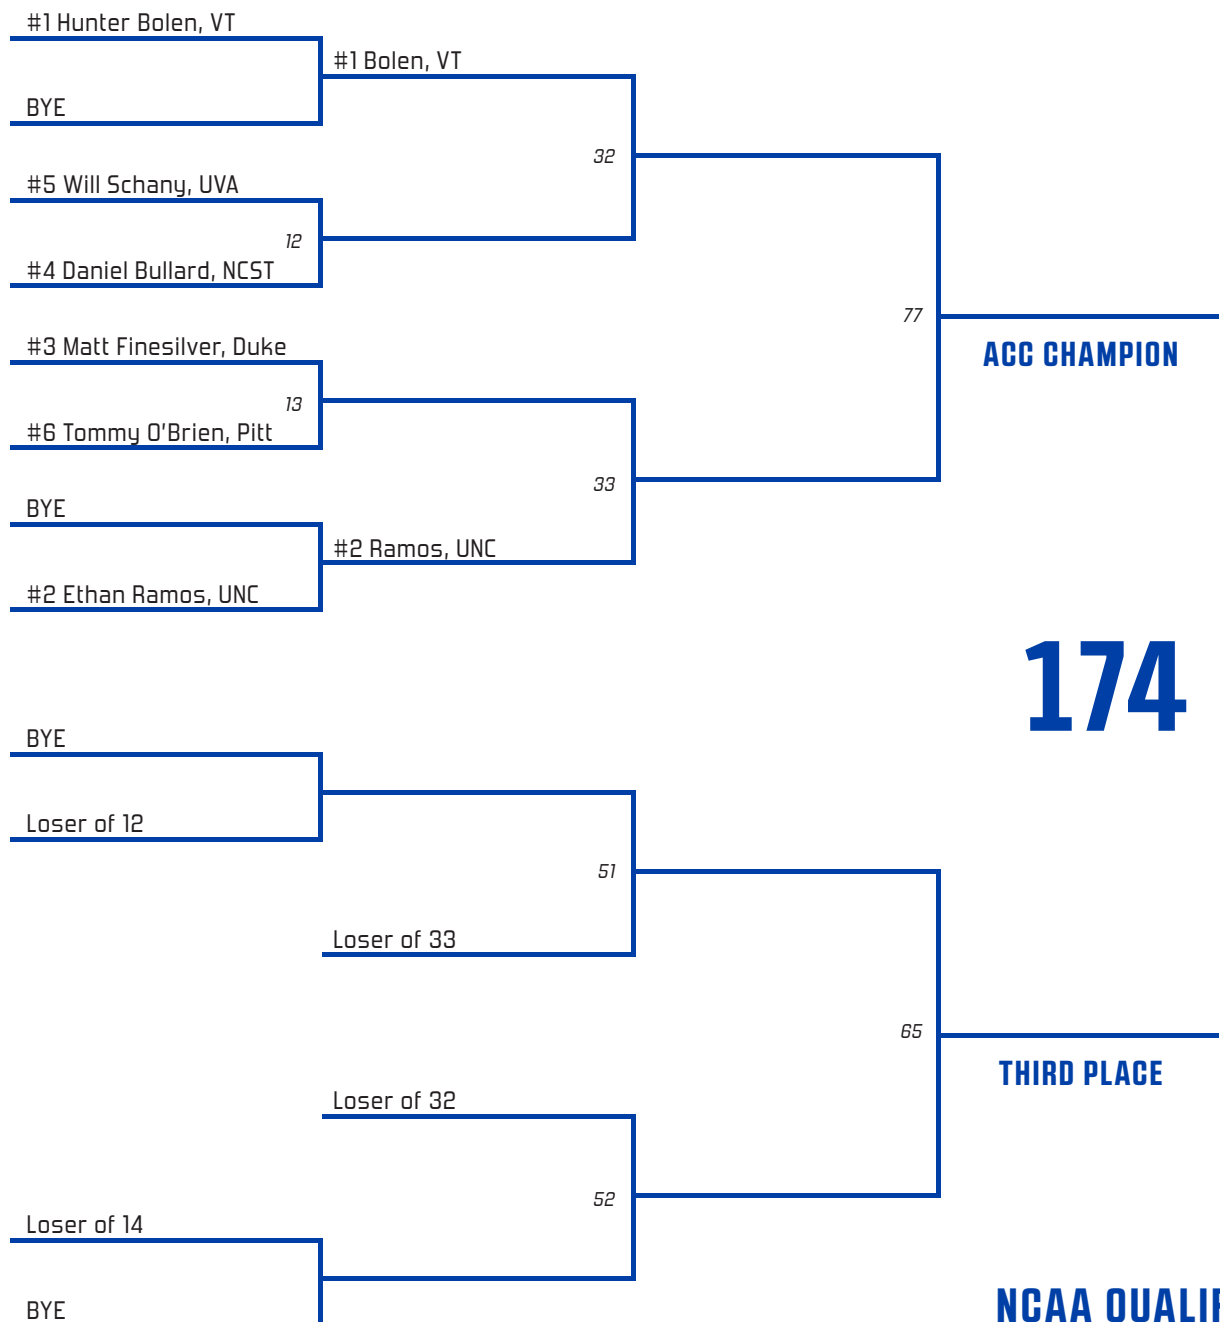 #1 Hunter Bolen, VT
#1 Bolen, VT
BYE
32
#5 Will Schany, UVA
12
#4 Daniel Bullard, NCST
77
ACC CHAMPION
#3 Matt Finesilver, Duke
13
#6 Tommy O'Brien, Pitt
33
BYE
#2 Ramos, UNC
#2 Ethan Ramos, UNC
174
BYE
Loser of 12
51
Loser of 33
65
THIRD PLACE
Loser of 32
52
Loser of 14
BYE
NCAA QUALIF